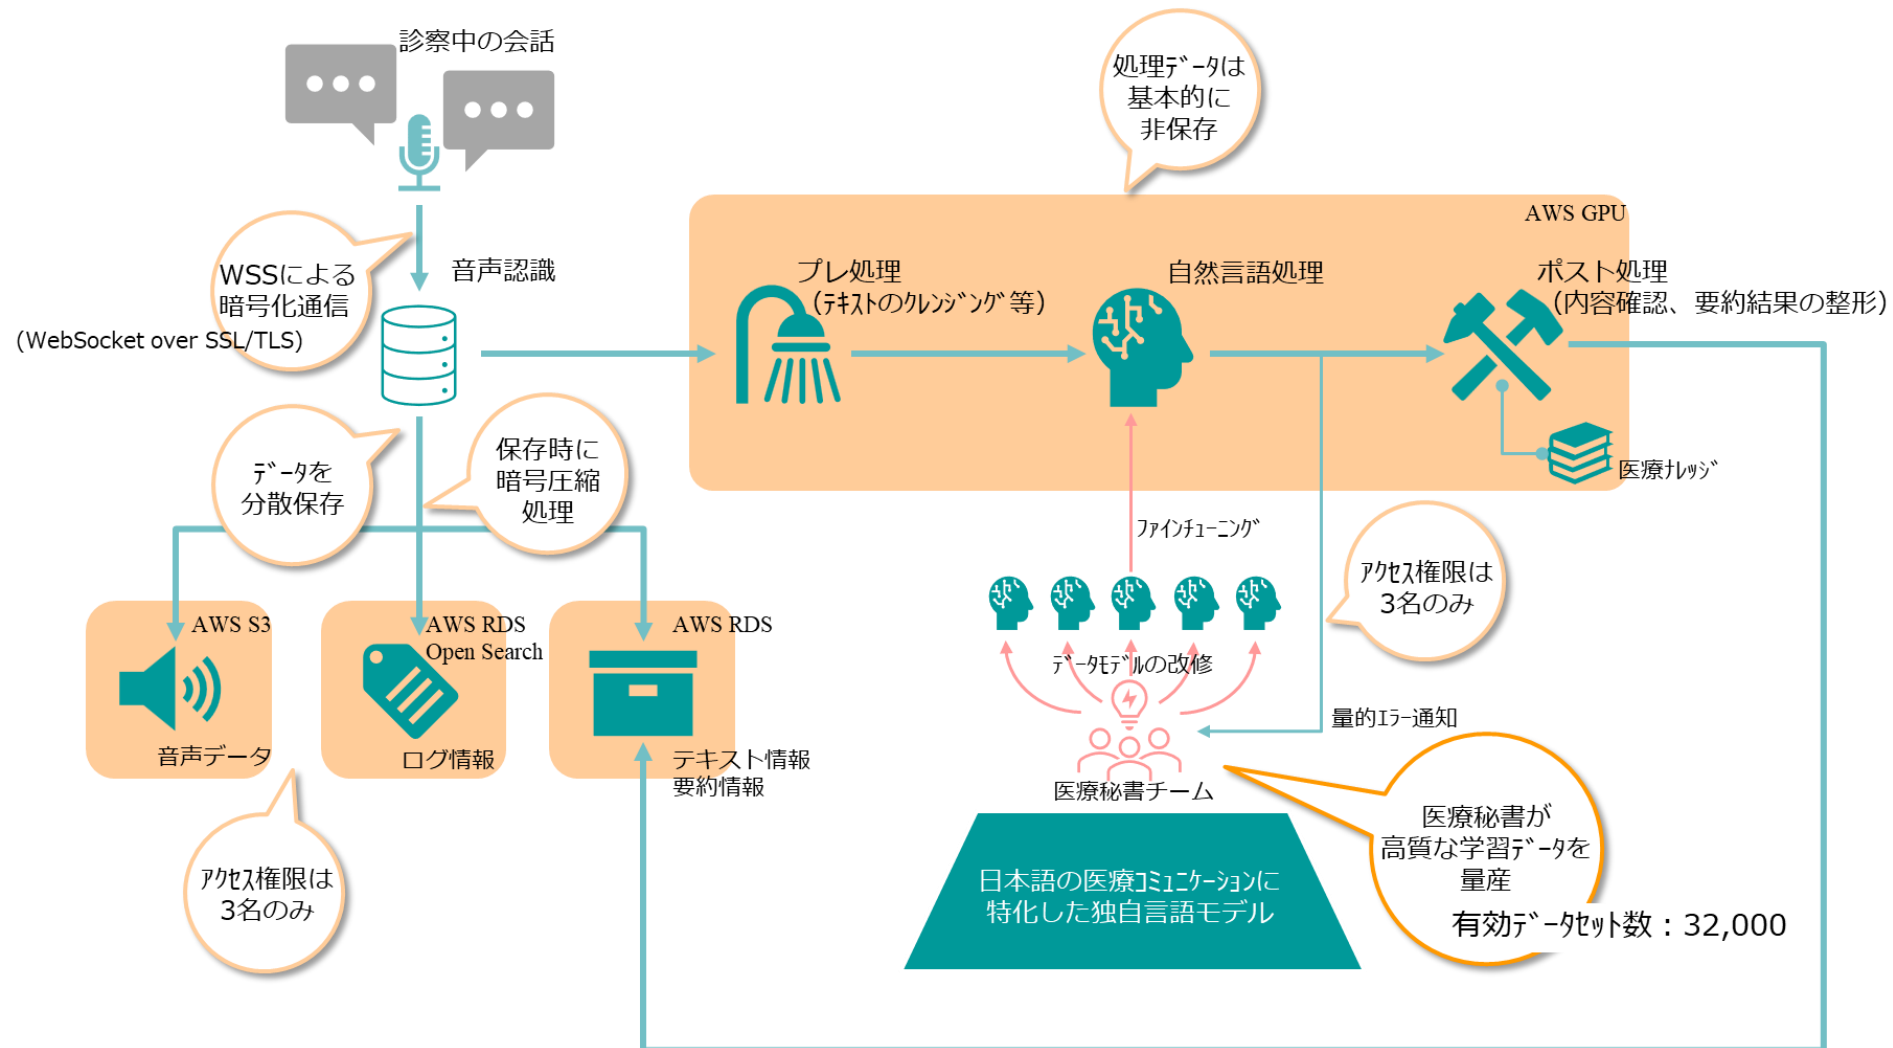 診察中の会話
処理ﾃﾞｰﾀは
基本的に
非保存
AWS GPU
WSSによる
暗号化通信
(WebSocket over SSL/TLS)
音声認識
プレ処理
（ﾃｷｽﾄのｸﾚﾝｼﾞﾝｸﾞ等）
自然言語処理
ポスト処理
（内容確認、要約結果の整形）
医療ﾅﾚｯｼﾞ
ﾃﾞｰﾀを
分散保存
保存時に
暗号圧縮
処理
ﾌｧｲﾝﾁｭｰﾆﾝｸﾞ
ｱｸｾｽ権限は
3名のみ
AWS S3
音声データ
AWS RDS
Open Search
ログ情報
AWS RDS
テキスト情報
要約情報
ﾃﾞｰﾀﾓﾃﾞﾙの改修
量的ｴﾗｰ通知
医療秘書チーム
ｱｸｾｽ権限は
3名のみ
日本語の医療ｺﾐｭﾆｹｰｼｮﾝに
特化した独自言語モデル
医療秘書が
高質な学習ﾃﾞｰﾀを
量産
有効ﾃﾞｰﾀｾｯﾄ数：32,000